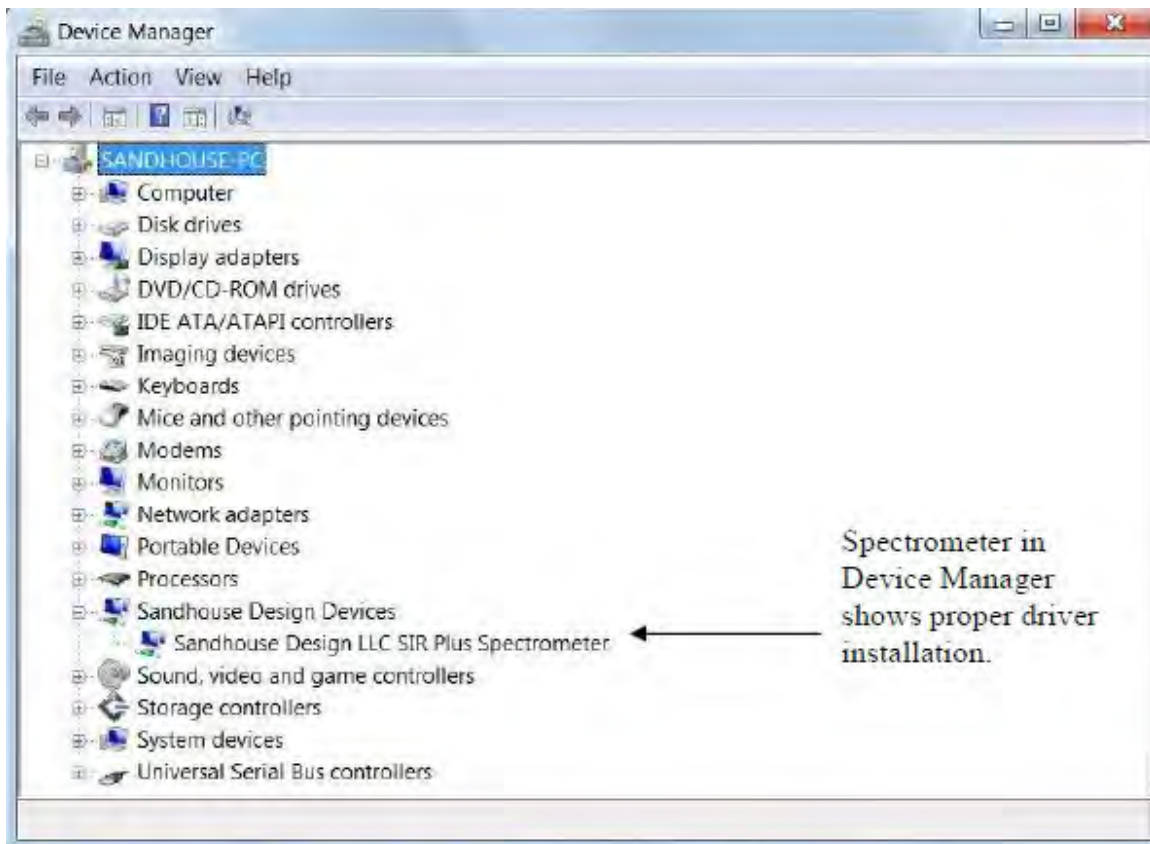 Device Manager
File Action View Help
SANDHOUSE-PC
Computer
Disk drives
Display adapters
DVD/CD-ROM drives
IDE ATA/ATAPI controllers
Imaging devices
Keyboards
Mice and other pointing devices
Modems
Monitors
Network adapters
Portable Devices
Processors
Sandhouse Design Devices
Sandhouse Design LLC SIR Plus Spectrometer
Sound, video and game controllers
Storage controllers
System devices
Universal Serial Bus controllers
Spectrometer in
Device Manager
shows proper driver
installation.